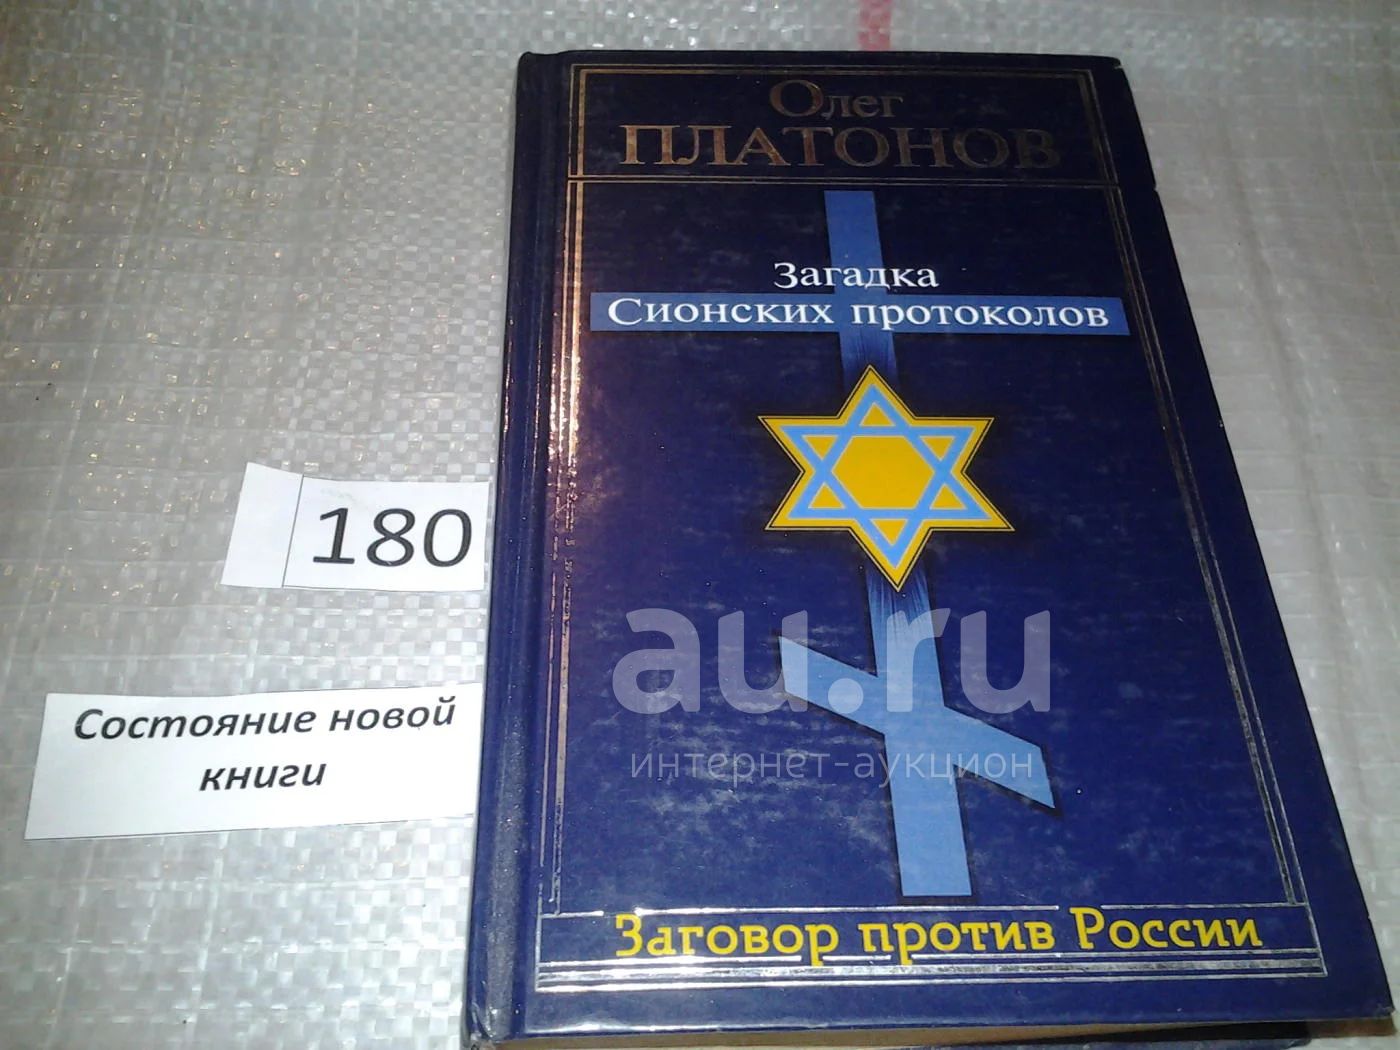 Олег
ПЛАТОНОВ
Загадка
Сионских протоколов
180
Состояние новой
книги
au.ru
интернет-аукцион
Заговор против России